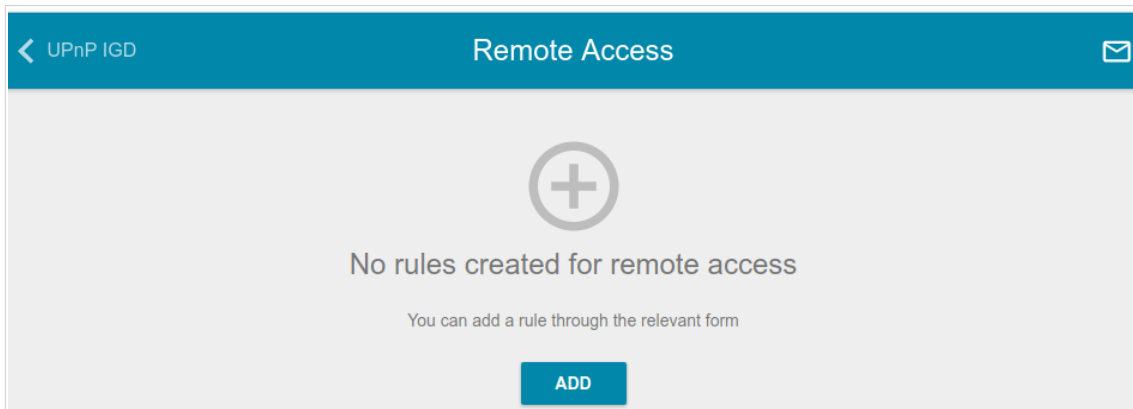 UPnP IGD
Remote Access
No rules created for remote access
You can add a rule through the relevant form
ADD